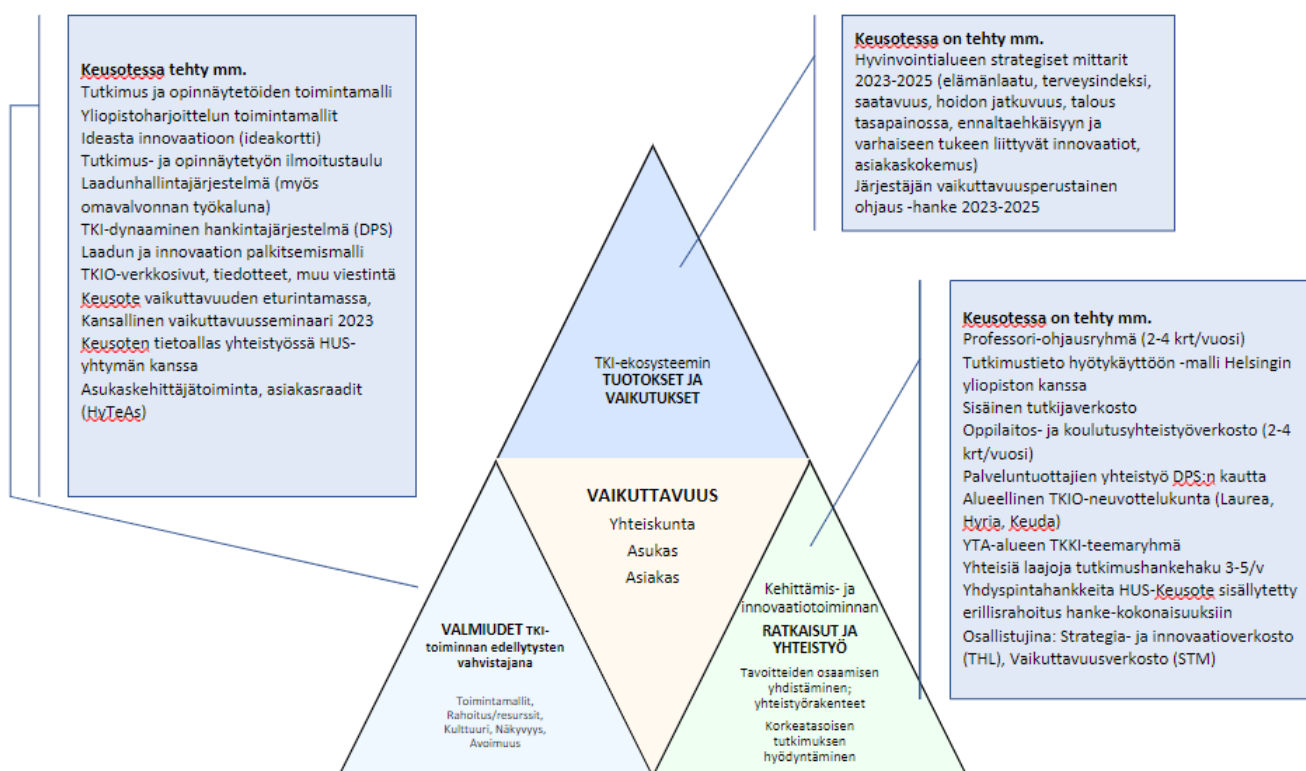 Keusotessa tehty mm.
Tutkimus ja opinnäytetöiden toimintamalli
Yliopistoharjoittelun toimintamallit
Ideasta innovaatioon (ideakortti)
Tutkimus- ja opinnäytetyön ilmoitustaulu
Laadunhallintajärjestelmä (myös
omavalvonnan työkaluna)
TKI-dynaaminen hankintajärjestelmä (DPS)
Laadun ja innovaation palkitsemismalli
TKIO-verkkosivut, tiedotteet, muu viestintä
Keusote vaikuttavuuden eturintamassa,
Kansallinen vaikuttavuusseminaari 2023
Keusoten tietoallas yhteistyössä HUS-
yhtymän kanssa
Asukaskehittäjätoiminta, asiakasraadit
(HyTeAs)
Keusotessa on tehty mm.
Hyvinvointialueen strategiset mittarit
2023-2025 (elämänlaatu, terveysindeksi,
saatavuus, hoidon jatkuvuus, talous
tasapainossa, ennaltaehkäisyyn ja
varhaiseen tukeen liittyvät innovaatiot,
asiakaskokemus)
Järjestäjän vaikuttavuusperustainen
ohjaus -hanke 2023-2025
Keusotessa on tehty mm.
Professori-ohjausryhmä (2-4 krt/vuosi)
Tutkimustieto hyötykäyttöön -malli Helsingin
yliopiston kanssa
Sisäinen tutkijaverkosto
Oppilaitos- ja koulutusyhteistyöverkosto (2-4
krt/vuosi)
Palveluntuottajien yhteistyö DPS:n kautta
Alueellinen TKIO-neuvottelukunta (Laurea,
Hyria, Keuda)
YTA-alueen TKKI-teemaryhmä
Yhteisiä laajoja tutkimushankehaku 3-5/v
Yhdyspintahankkeita HUS-Keusote sisällytetty
erillisrahoitus hanke-kokonaisuuksiin
Osallistujina: Strategia- ja innovaatioverkosto
(THL), Vaikuttavuusverkosto (STM)
TKI-ekosysteemin
TUOTOKSET JA
VAIKUTUKSET
VAIKUTTAVUUS
Yhteiskunta
Asukas
Asiakas
VALMIUDET TKI-
toiminnan edellytysten
vahvistajana
Toimintamallit,
Rahoitus/resurssit,
Kulttuuri, Näkyvyys,
Avoimuus
Kehittämis- ja
innovaatiotoiminnan
RATKAISUT JA
YHTEISTYÖ
Tavoitteiden osaamisen
yhdistäminen;
yhteistyörakenteet
Korkeatasoisen
tutkimuksen
hyödyntäminen